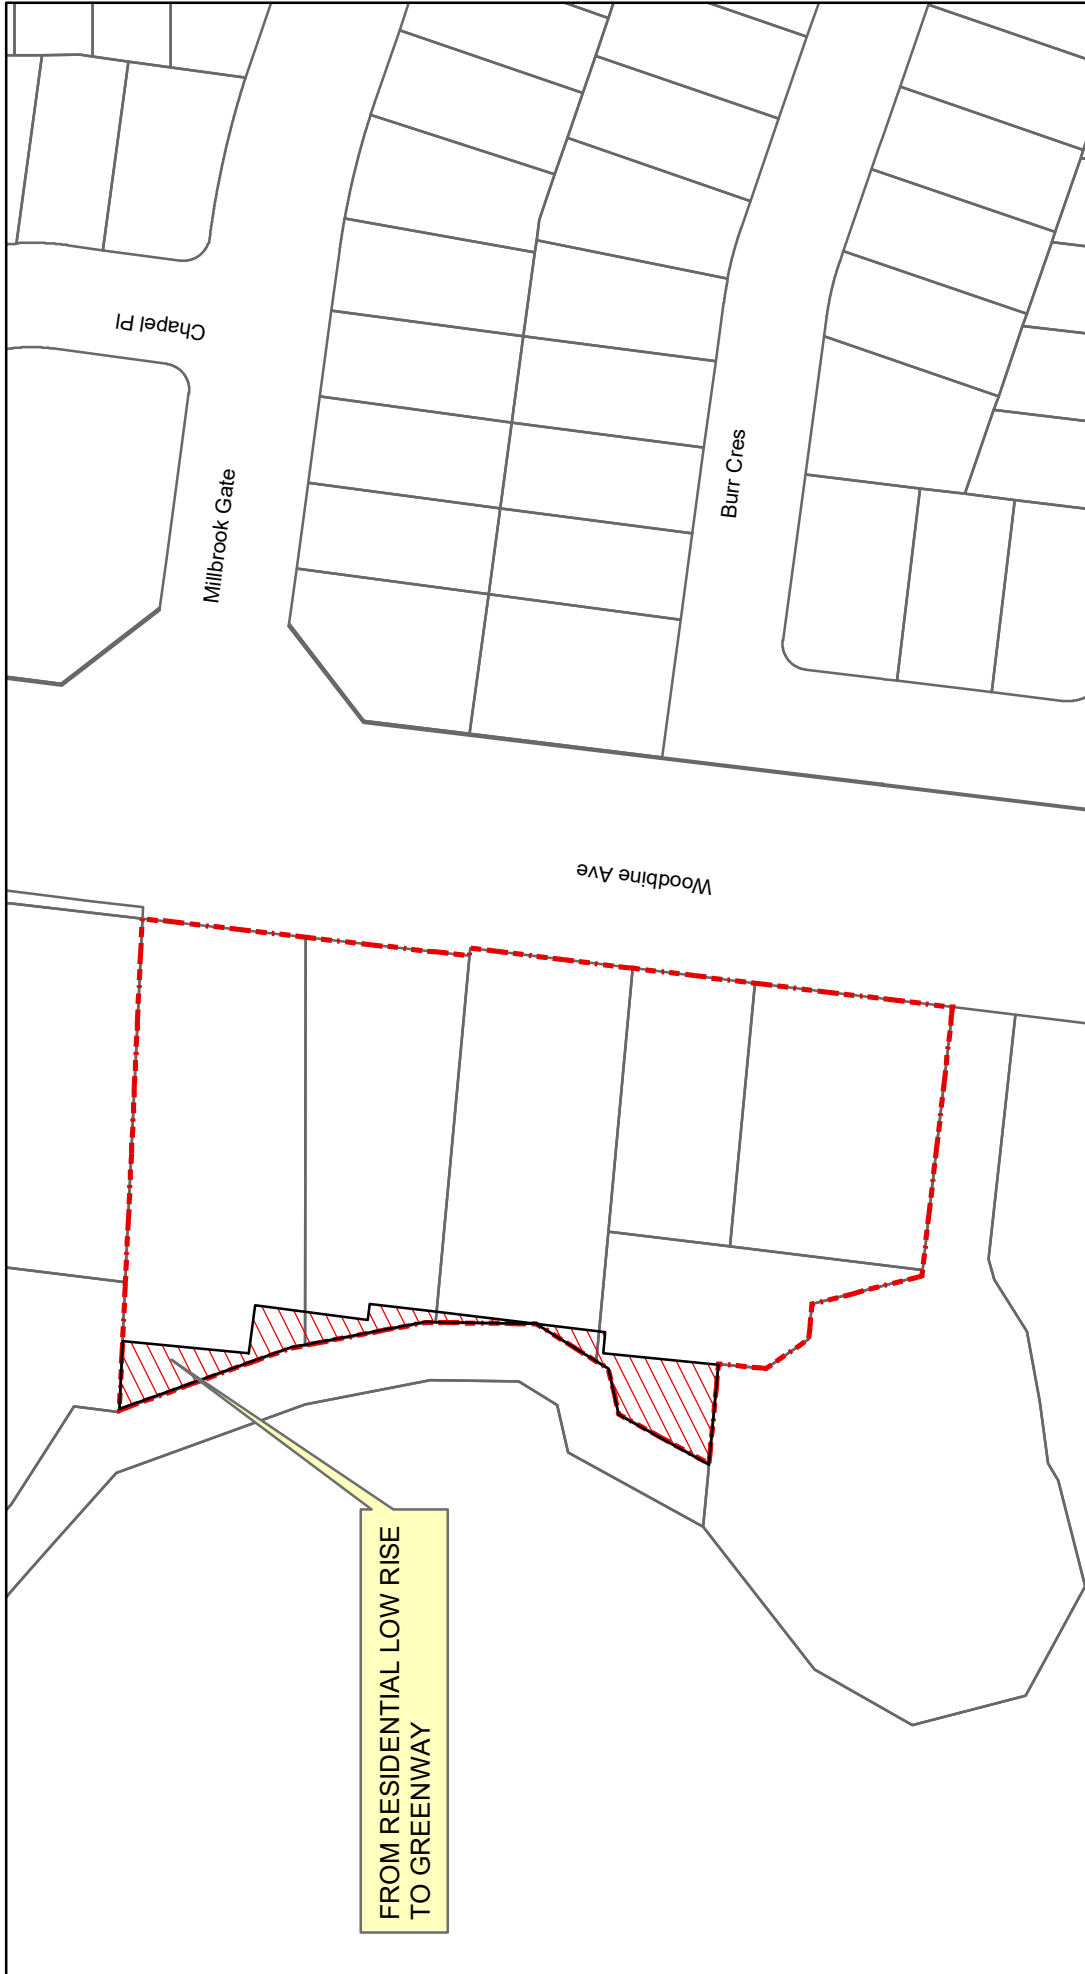 Chapel Pl
Millbrook Gate
Burr Cres
Woodbine Ave
FROM RESIDENTIAL LOW RISE
TO GREENWAY